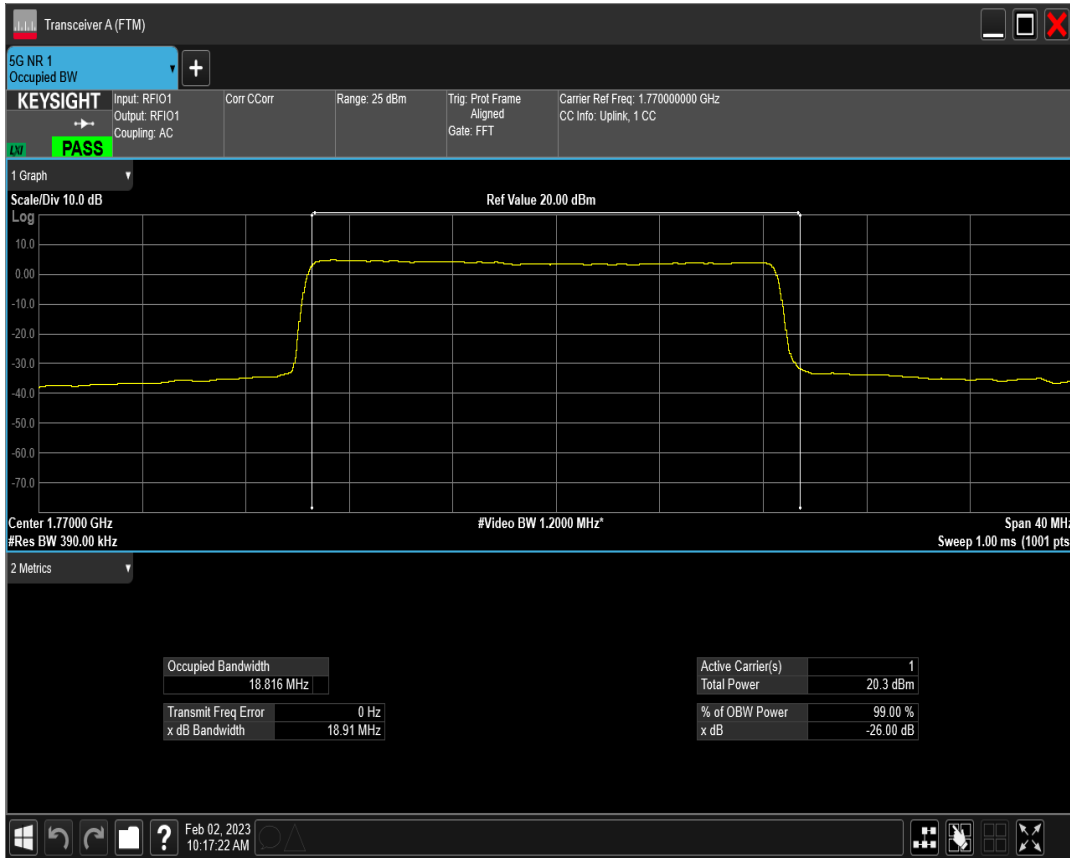 Transceiver A (FTM)
5G NR 1
Occupied BW
+
KEYSIGHT
LXI
PASS
Input: RFIO1
Output: RFIO1
Coupling: AC
Corr CCorr
Range: 25 dBm
Trig: Prot Frame
Aligned
Gate: FFT
Carrier Ref Freq: 1.770000000 GHz
CC Info: Uplink, 1 CC
1 Graph
Scale/Div 10.0 dB
Ref Value 20.00 dBm
Log
10.0
0.00
-10.0
-20.0
-30.0
-40.0
-50.0
-60.0
-70.0
Center 1.77000 GHz
#Video BW 1.2000 MHz*
Span 40 MHz
#Res BW 390.00 kHz
Sweep 1.00 ms (1001 pts
2 Metrics
Occupied Bandwidth
18.816 MHz
Transmit Freq Error 0 Hz
x dB Bandwidth 18.91 MHz
Active Carrier(s) 1
Total Power 20.3 dBm
% of OBW Power 99.00 %
x dB -26.00 dB
?
Feb 02, 2023
10:17:22 AM